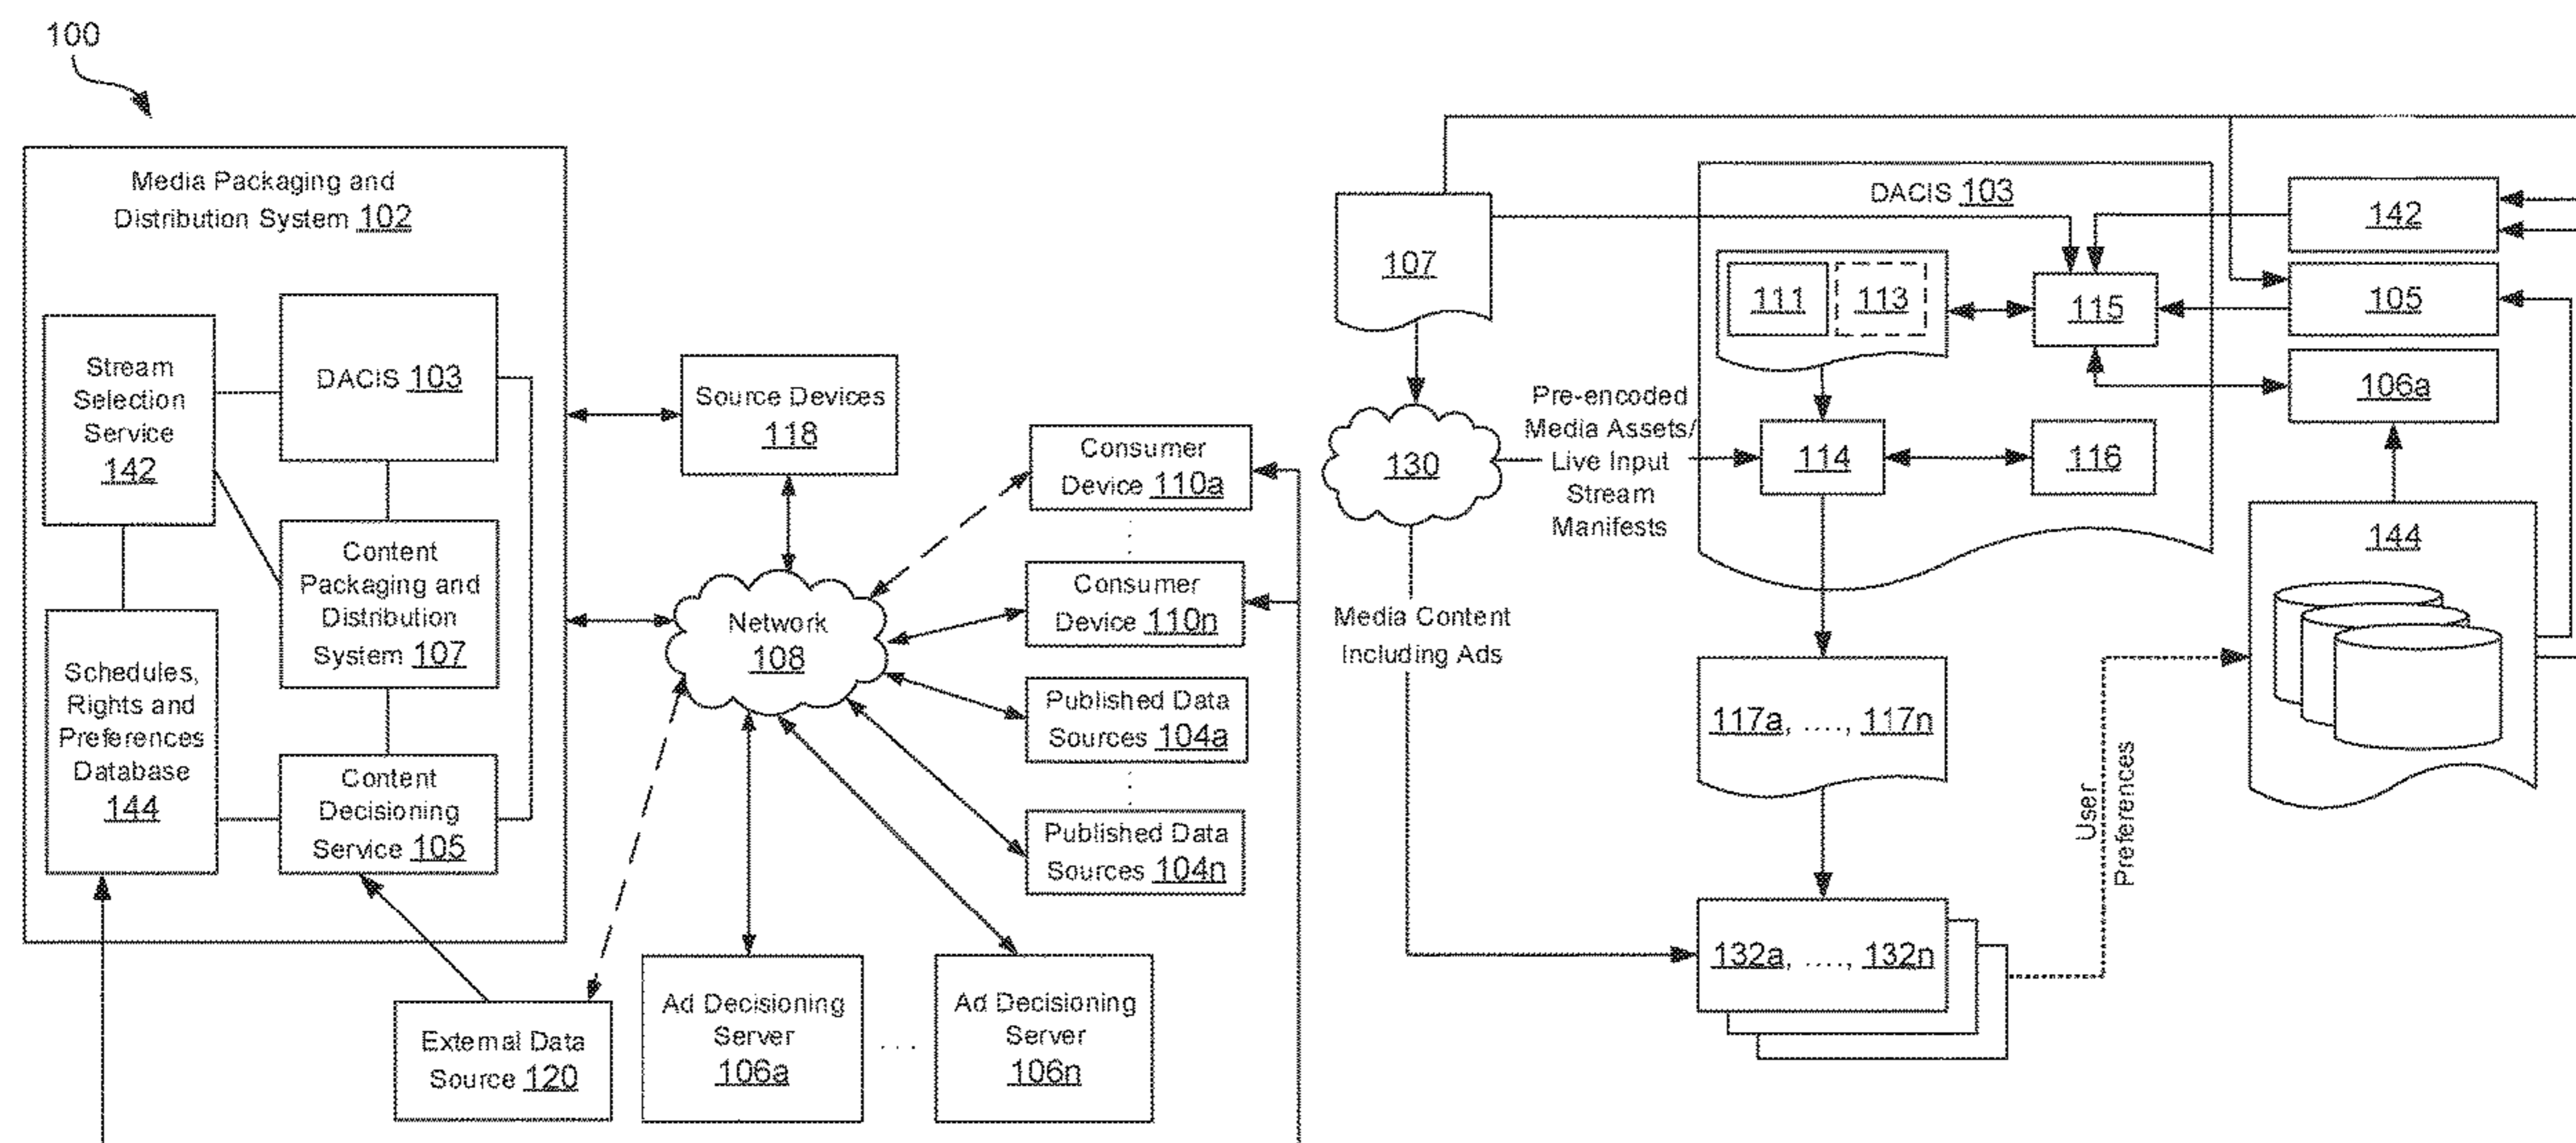 100
Media Packaging and
Distribution System 102
Stream
Selection
Service
142
DACIS 103
Content
Packaging and
Distribution
System 107
Schedules,
Rights and
Preferences
Database
144
Content
Decisioning
Service 105
Source Devices
118
Network
108
Consumer
Device 110a
Consumer
Device 110n
Published Data
Sources 104a
Published Data
Sources 104n
External Data
Source 120
Ad Decisioning
Server
106a
....
Ad Decisioning
Server
106n
107
130
Pre-encoded
Media Assets/
Live Input
Stream
Manifests
Media Content
Including Ads
DACIS 103
111
113
115
114
116
142
105
106a
144
117a, ...., 117n
132a, ...., 132n
User
Preferences